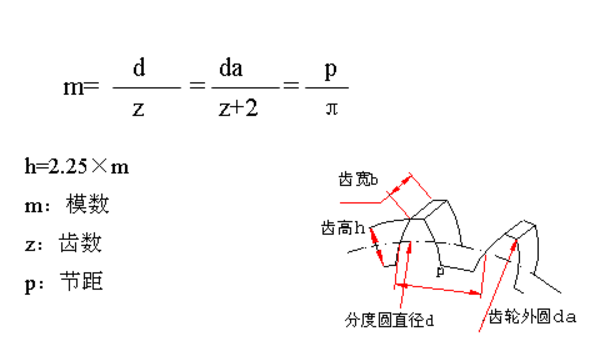 m= d/z = da/z+2 = p/π
h=2.25×m
m：模数
z：齿数
p：节距
齿宽b
齿高h
p
分度圆直径d
齿轮外圆da